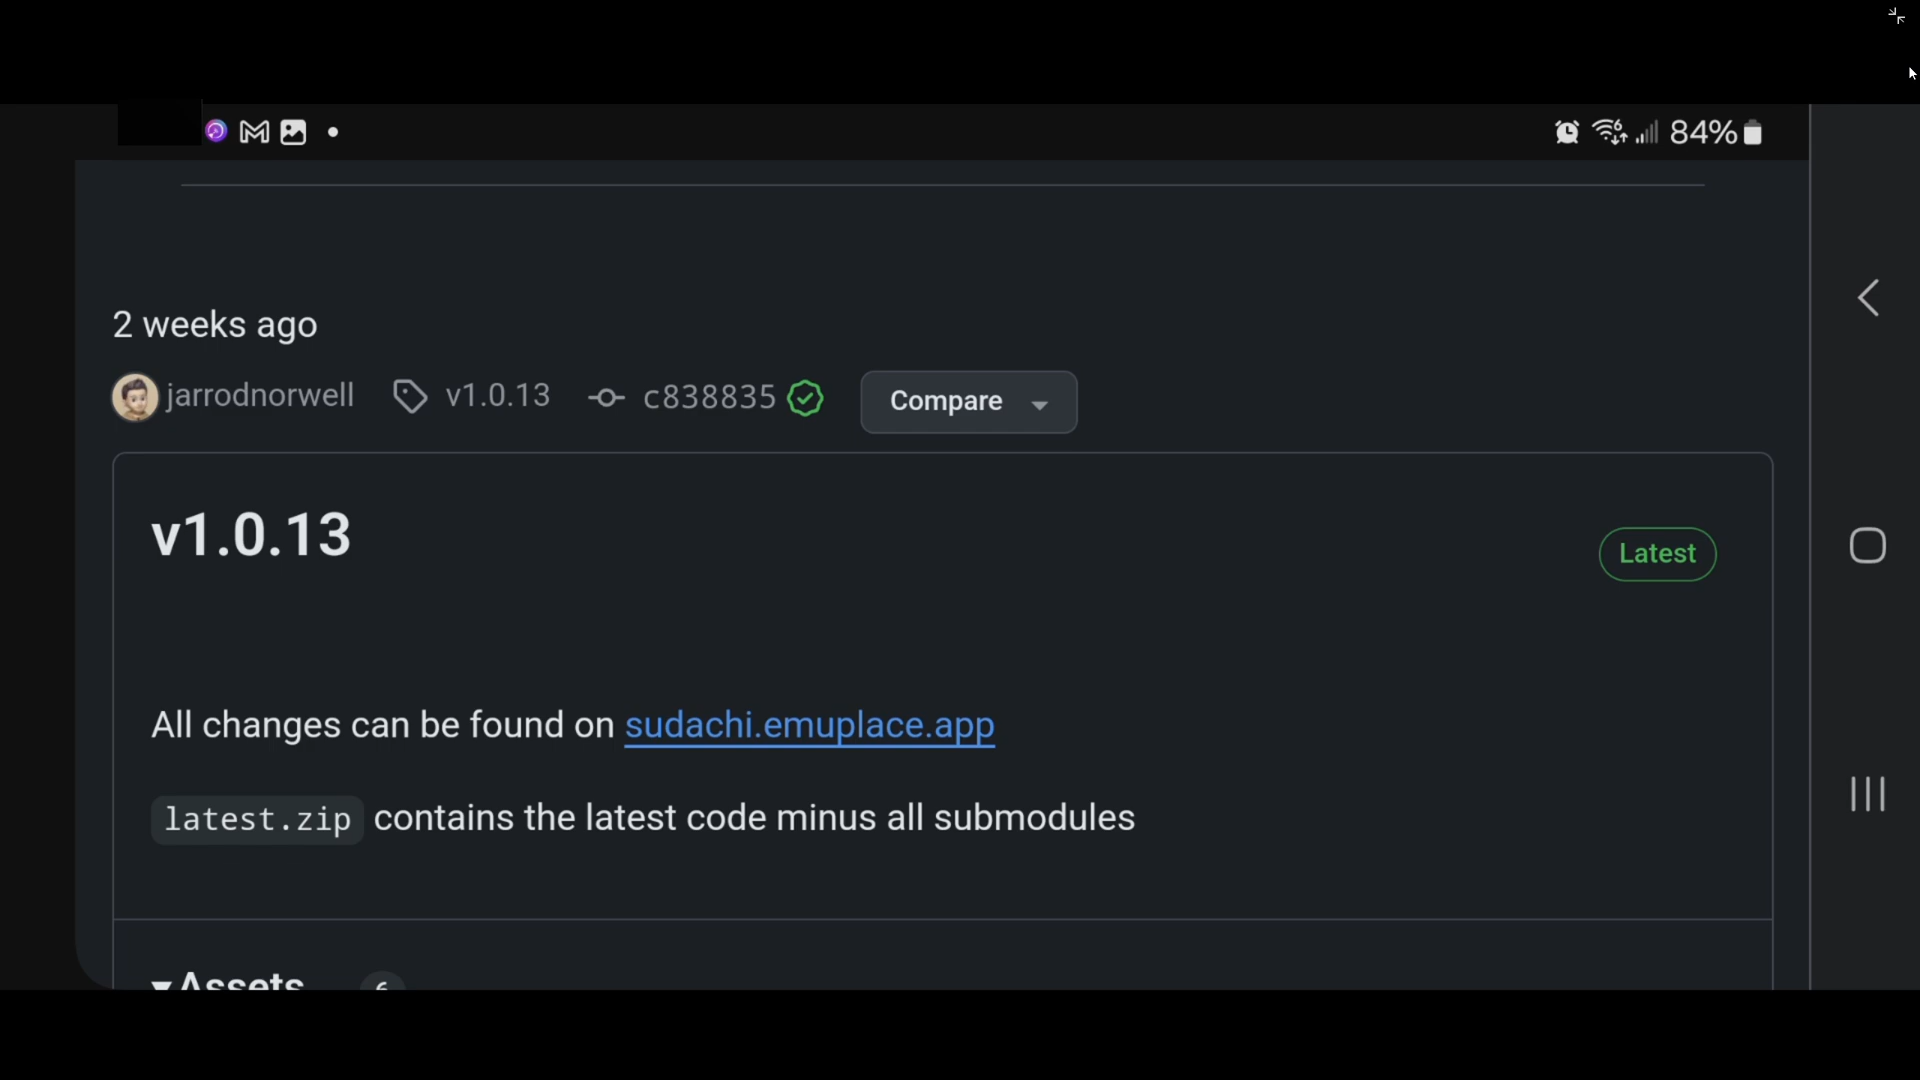 84%
2 weeks ago
jarrodnorwell v1.0.13 c838835 Compare
v1.0.13
Latest
All changes can be found on sudachi.emuplace.app
latest.zip contains the latest code minus all submodules
Assets 6